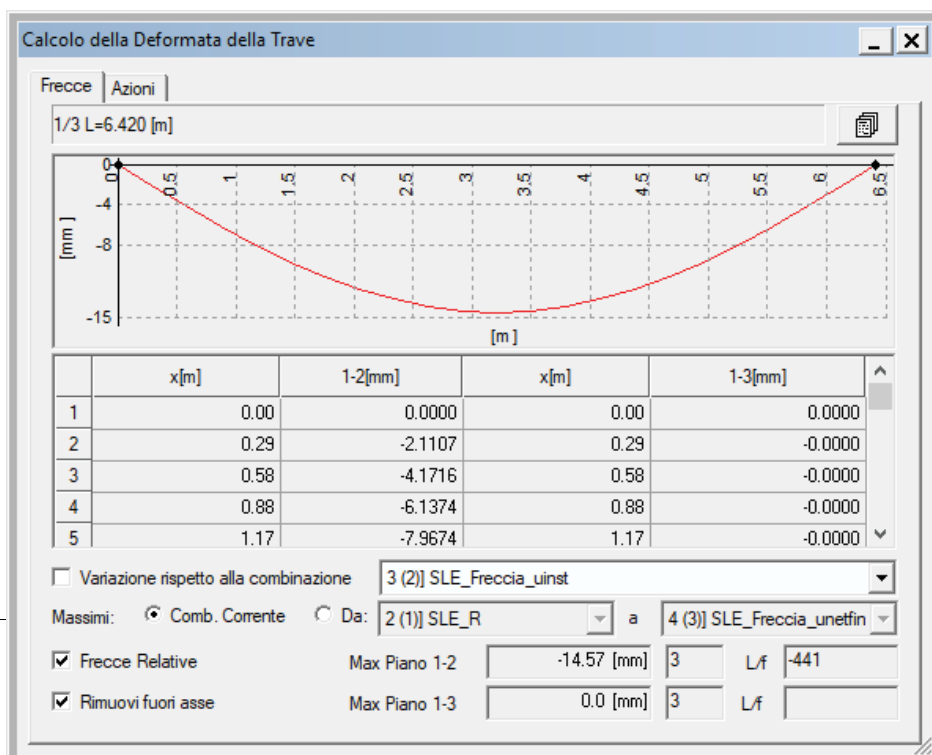 Calcolo della Deformata della Trave
Frecce Azioni
1/3 L=6.420 [m]
0
-4
-8
-15
[mm ]
0 0.5 1. 1.5 2. 2.5 3. 3.5 4. 4.5 5. 5.5 6. 6.5
[m ]
x[m] 1-2[mm] x[m] 1-3[mm]
1 0.00 0.0000 0.00 0.0000
2 0.29 -2.1107 0.29 -0.0000
3 0.58 -4.1716 0.58 -0.0000
4 0.88 -6.1374 0.88 -0.0000
5 1.17 -7.9674 1.17 -0.0000
Variazione rispetto alla combinazione 3 (2)] SLE_Freccia_uinst
Massimi: Comb. Corrente Da: 2 (1)] SLE_R a 4 (3)] SLE_Freccia_unetfin
Frecce Relative Max Piano 1-2 -14.57 [mm] 3 L/f -441
Rimuovi fuori asse Max Piano 1-3 0.0 [mm] 3 L/f